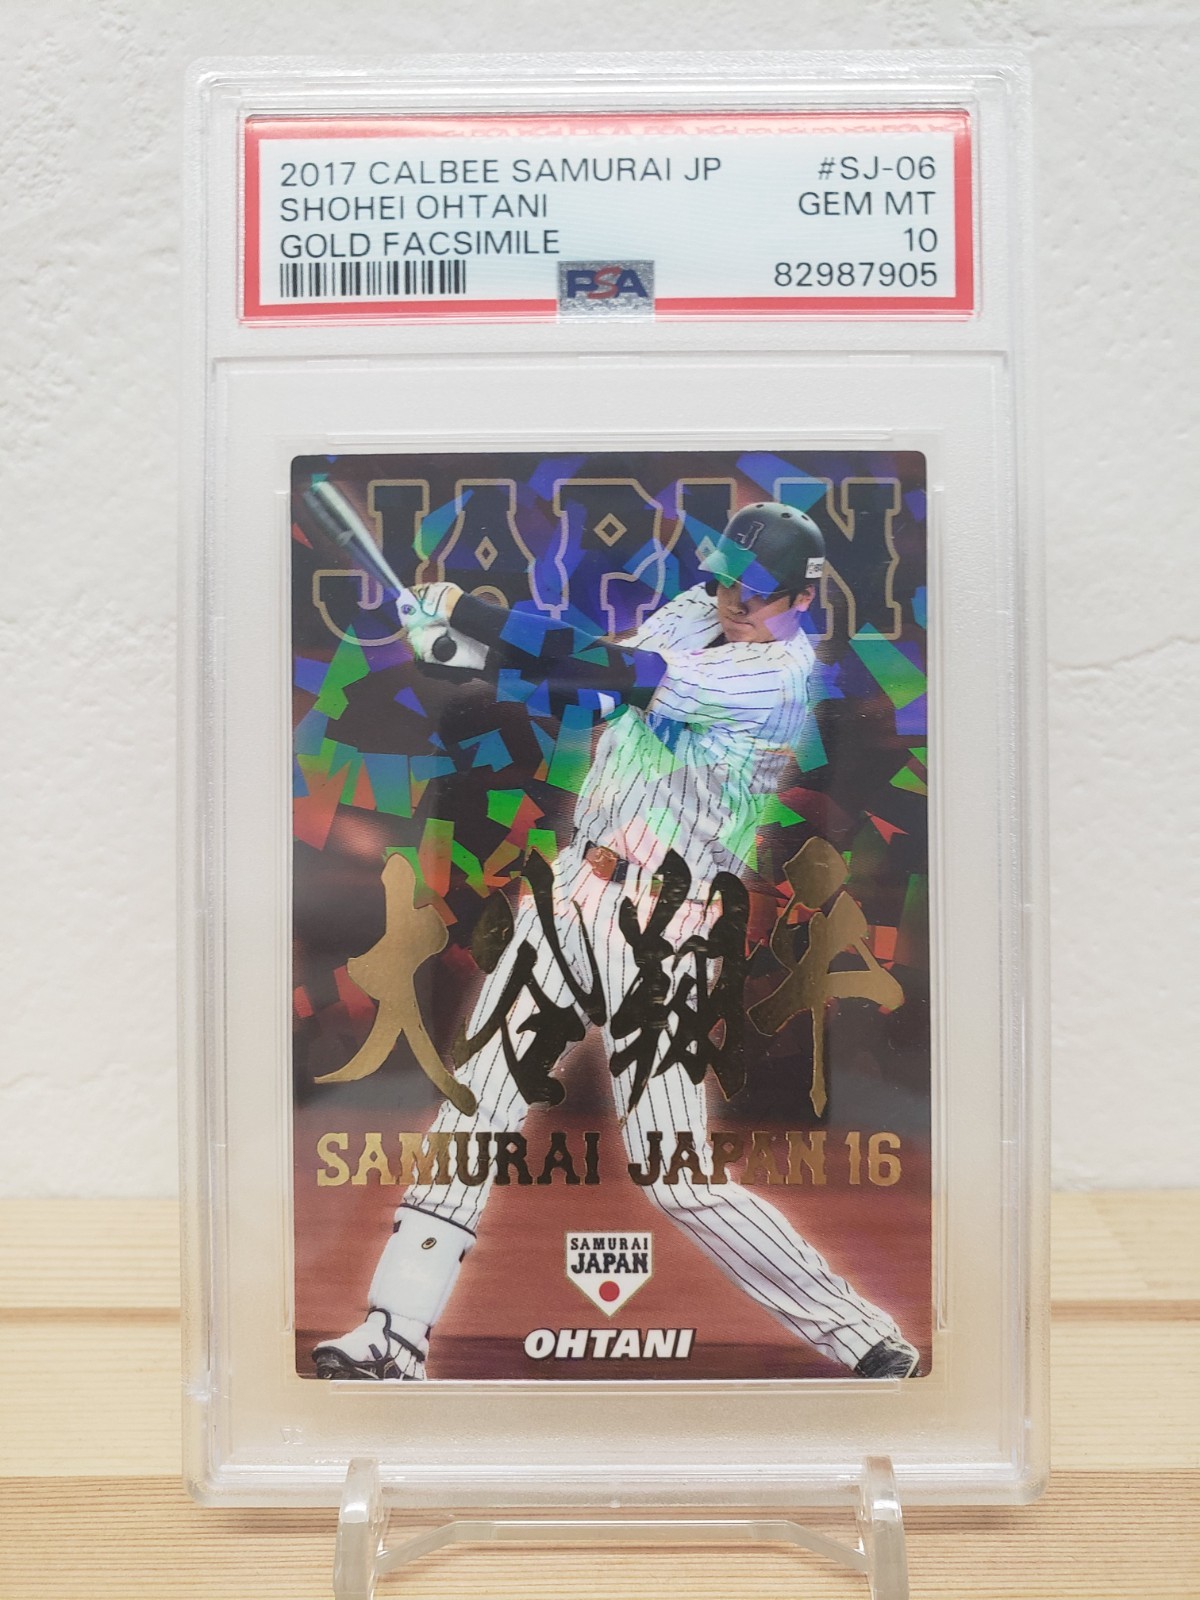 2017 CALBEE SAMURAI JP #SJ-06
SHOHEI OHTANI GEM MT
GOLD FACSIMILE 10
PSA 82987905
JAPAN
J
大谷翔平
SAMURAI JAPAN 16
SAMURAI
JAPAN
OHTANI